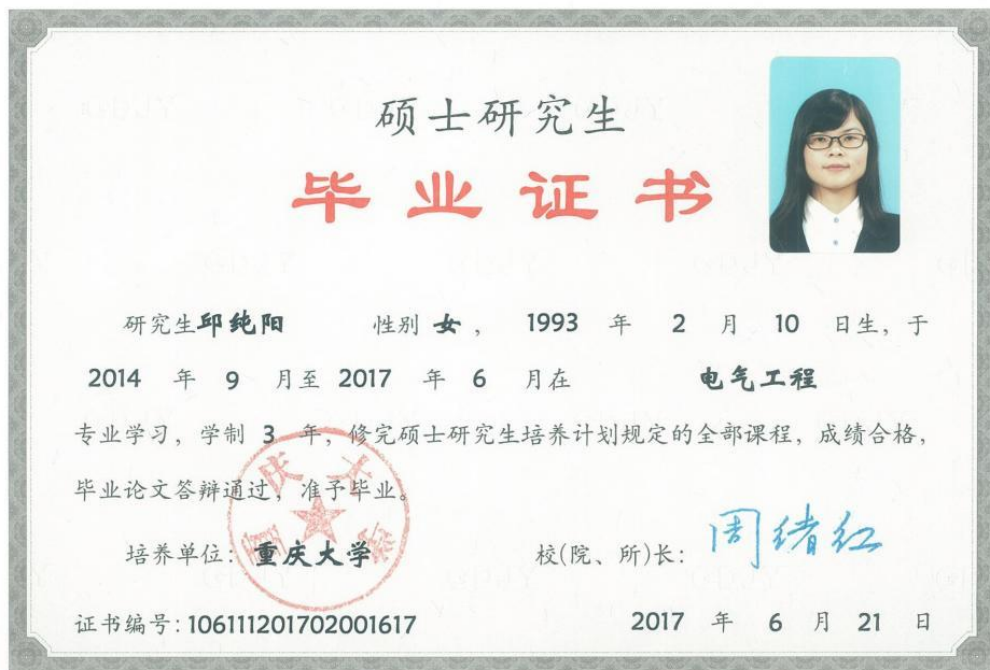 硕士研究生
毕业证书
研究生邱纯阳 性别 女， 1993 年 2 月 10 日生，于
2014 年 9 月至 2017 年 6 月在 电气工程
专业学习，学制 3 年，修完硕士研究生培养计划规定的全部课程，成绩合格，
毕业论文答辩通过，准予毕业。
培养单位：重庆大学 校(院、所)长： 周绪红
证书编号：106111201702001617 2017 年 6 月 21 日
重庆大学